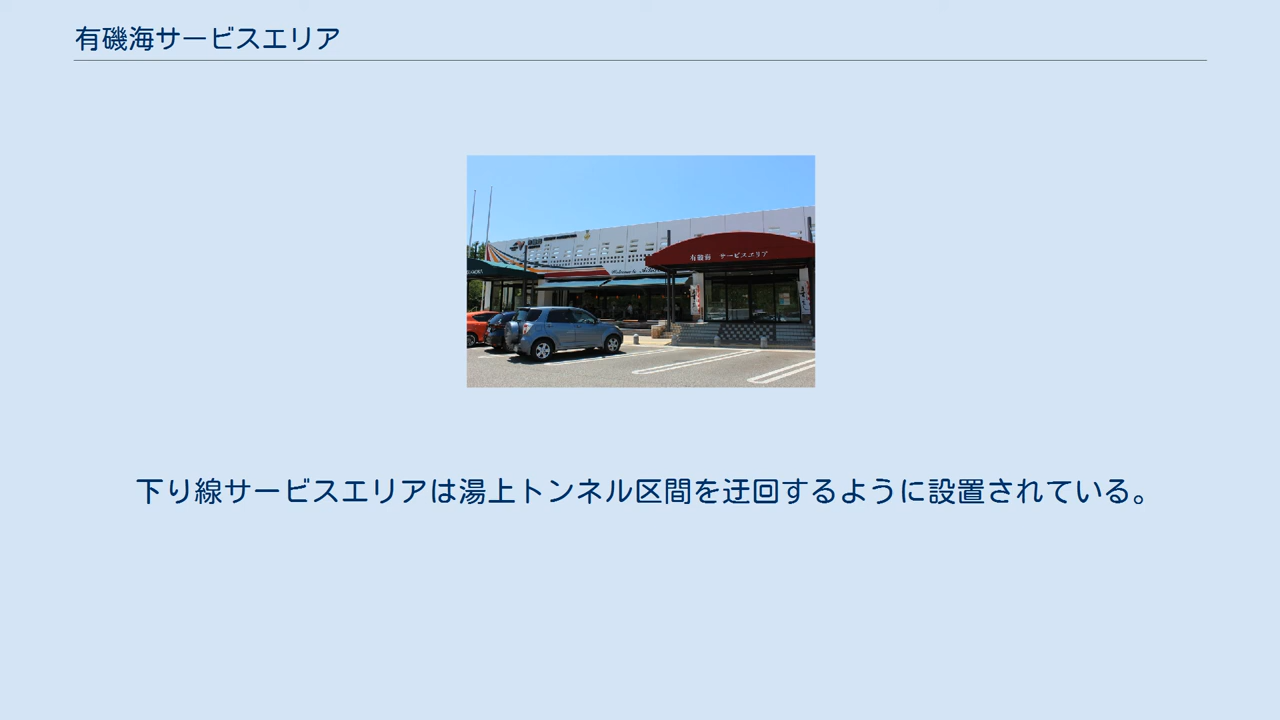 有磯海サービスエリア
有磯海 サービスエリア
下り線サービスエリアは湯上トンネル区間を迂回するように設置されている。